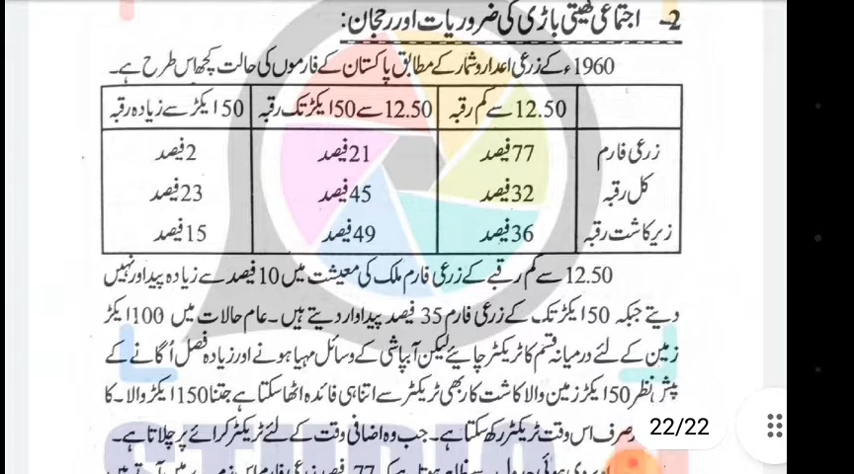 2- اجتماعی کھیتی باڑی کی ضروریات اور رجحان:
1960ء کے زرعی اعداد و شمار کے مطابق پاکستان کے فارموں کی حالت کچھ اس طرح ہے۔
12.50 سے کم رقبہ 12.50 سے 50 ایکڑ تک رقبہ 50 ایکڑ سے زیادہ رقبہ
زرعی فارم 77 فیصد 21 فیصد 2 فیصد
کل رقبہ 32 فیصد 45 فیصد 23 فیصد
زیر کاشت رقبہ 36 فیصد 49 فیصد 15 فیصد
12.50 سے کم رقبے کے زرعی فارم ملک کی معیشت میں 10 فیصد سے زیادہ پیداور نہیں
دیتے جبکہ 50 ایکڑ تک کے زرعی فارم 35 فیصد پیداوار دیتے ہیں۔ عام حالات میں 100 ایکڑ
زمین کے لئے درمیانہ قسم کا ٹریکٹر چاہیے لیکن آبپاشی کے وسائل مہیا ہونے اور زیادہ فصل اُگانے کے
پیش نظر 50 ایکڑ زمین والا کاشت کار بھی ٹریکٹر سے اتنا ہی فائدہ اٹھا سکتا ہے جتنا 150 ایکڑ والا۔ کا
صرف اس وقت ٹریکٹر رکھ سکتا ہے۔ جب وہ اضافی وقت کے لئے ٹریکٹر کرائے پر چلاتا ہے۔
22/22